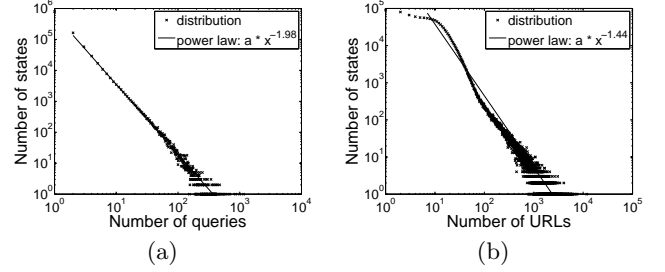 distribution
power law: a * x^-1.98
Number of states
10^6
10^5
10^4
10^3
10^2
10^1
10^0
10^0 10^1 10^2 10^3 10^4
Number of queries
(a)
distribution
power law: a * x^-1.44
Number of states
10^5
10^4
10^3
10^2
10^1
10^0
10^0 10^1 10^2 10^3 10^4 10^5
Number of URLs
(b)